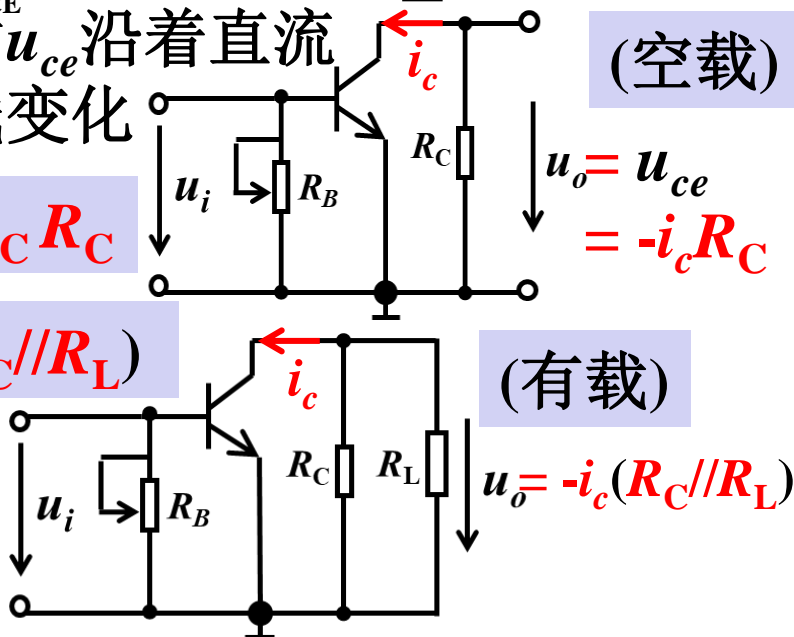 CE
u_ce沿着直流
变化
(空载)
i_c
R_C
u_i
R_B
u_o = u_ce
= -i_c R_C
C R_C
C//R_L)
(有载)
i_c
R_C
R_L
u_i
R_B
u_o = -i_c(R_C//R_L)